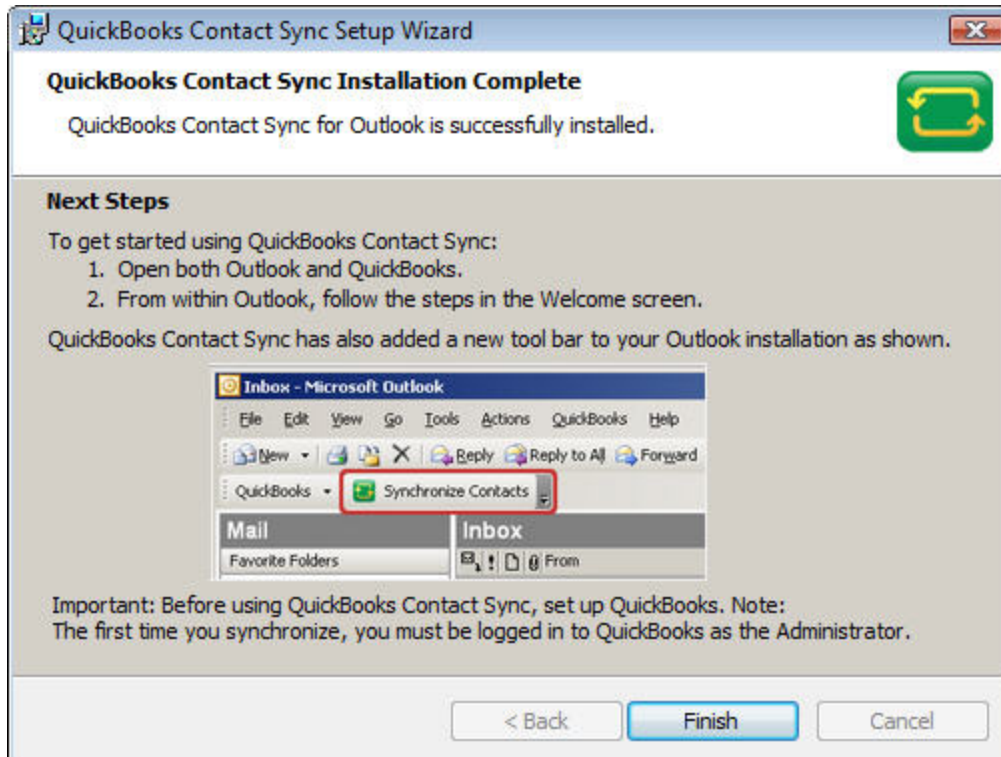 QuickBooks Contact Sync Setup Wizard
QuickBooks Contact Sync Installation Complete
QuickBooks Contact Sync for Outlook is successfully installed.
Next Steps
To get started using QuickBooks Contact Sync:
1. Open both Outlook and QuickBooks.
2. From within Outlook, follow the steps in the Welcome screen.
QuickBooks Contact Sync has also added a new tool bar to your Outlook installation as shown.
Inbox - Microsoft Outlook
File Edit View Go Tools Actions QuickBooks Help
New Reply Reply to All Forward
QuickBooks Synchronize Contacts
Mail Inbox
Favorite Folders From
Important: Before using QuickBooks Contact Sync, set up QuickBooks. Note:
The first time you synchronize, you must be logged in to QuickBooks as the Administrator.
< Back Finish Cancel